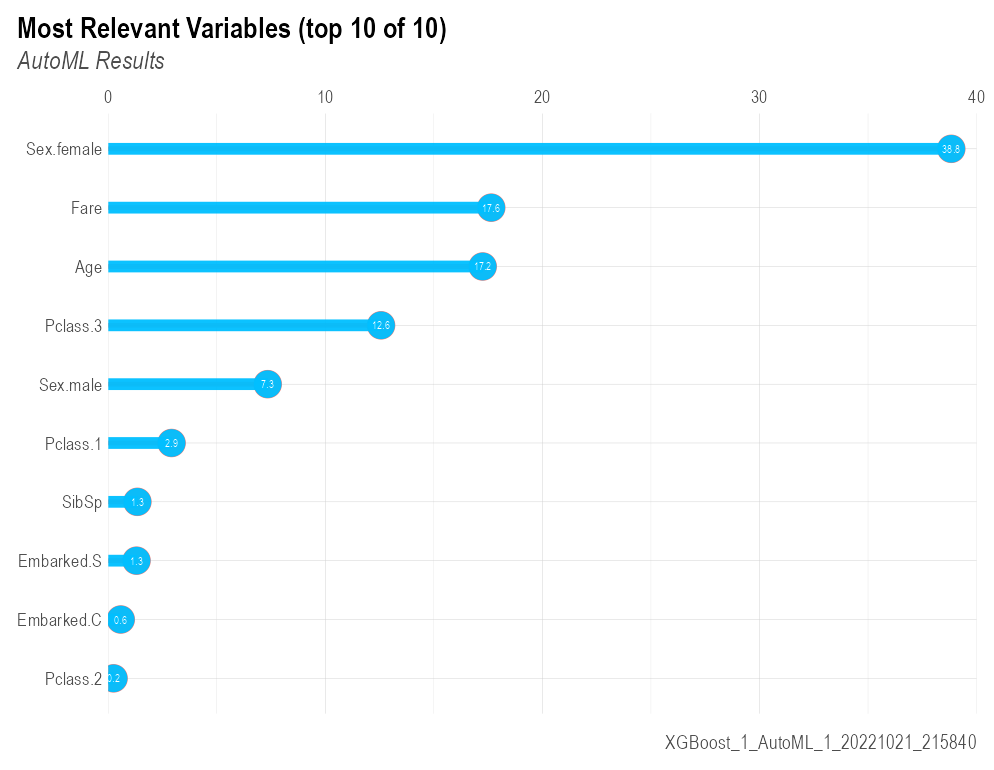 Most Relevant Variables (top 10 of 10)
AutoML Results
0 10 20 30 40
Sex.female 38.8
Fare 17.6
Age 17.2
Pclass.3 12.6
Sex.male 7.3
Pclass.1 2.9
SibSp 1.3
Embarked.S 1.3
Embarked.C 0.6
Pclass.2 0.2
XGBoost_1_AutoML_1_20221021_215840